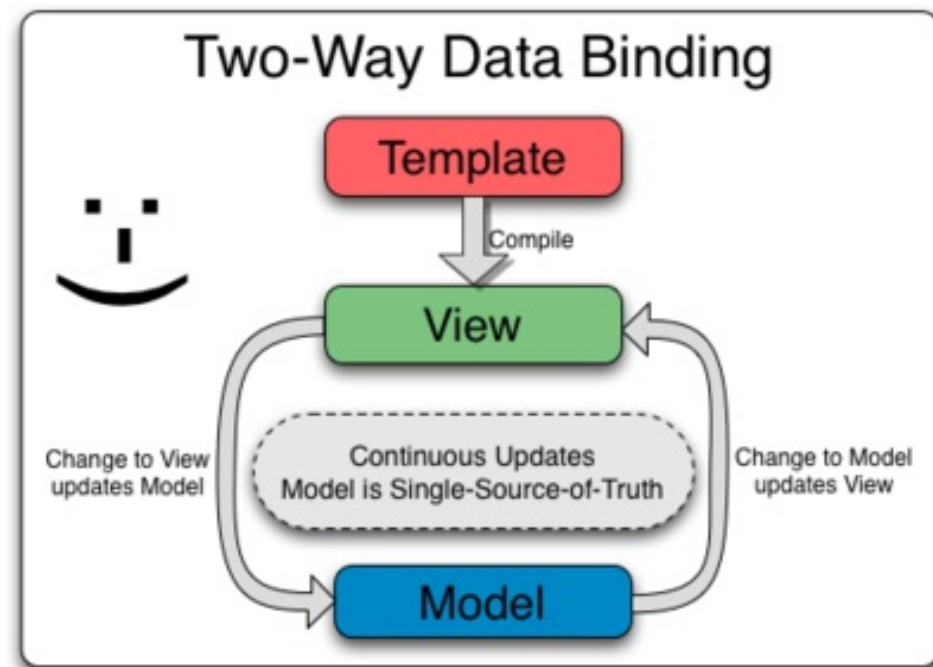 Two-Way Data Binding
Template
Compile
View
Change to View
updates Model
Continuous Updates
Model is Single-Source-of-Truth
Change to Model
updates View
Model